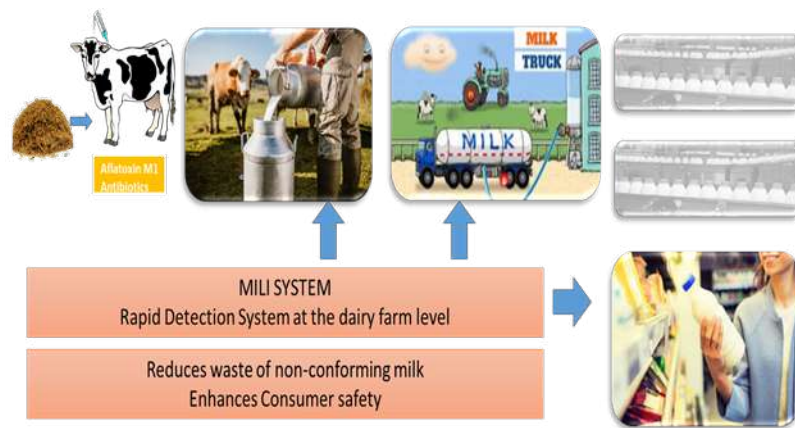 MILK
TRUCK
MILK
Aflatoxin M1
Antibiotics
MILI SYSTEM
Rapid Detection System at the dairy farm level
Reduces waste of non-conforming milk
Enhances Consumer safety